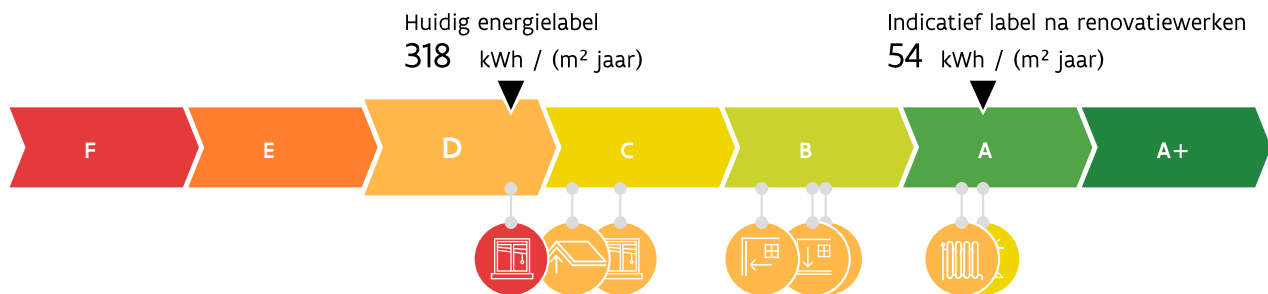 Huidig energielabel
318 kWh / (m² jaar)
Indicatief label na renovatiewerken
54 kWh / (m² jaar)
F E D C B A A+